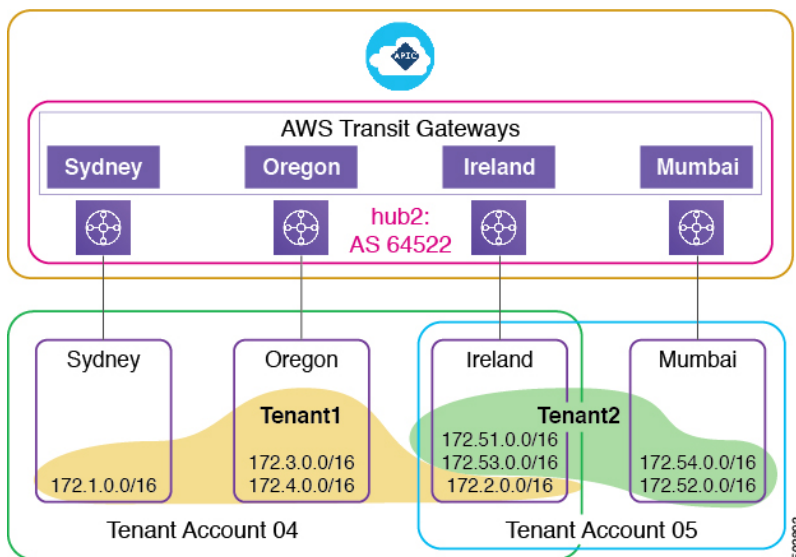 APIC
AWS Transit Gateways
Sydney
Oregon
Ireland
Mumbai
hub2:
AS 64522
Sydney
Oregon
Ireland
Mumbai
Tenant1
Tenant2
172.1.0.0/16
172.3.0.0/16
172.4.0.0/16
172.51.0.0/16
172.53.0.0/16
172.2.0.0/16
172.54.0.0/16
172.52.0.0/16
Tenant Account 04
Tenant Account 05